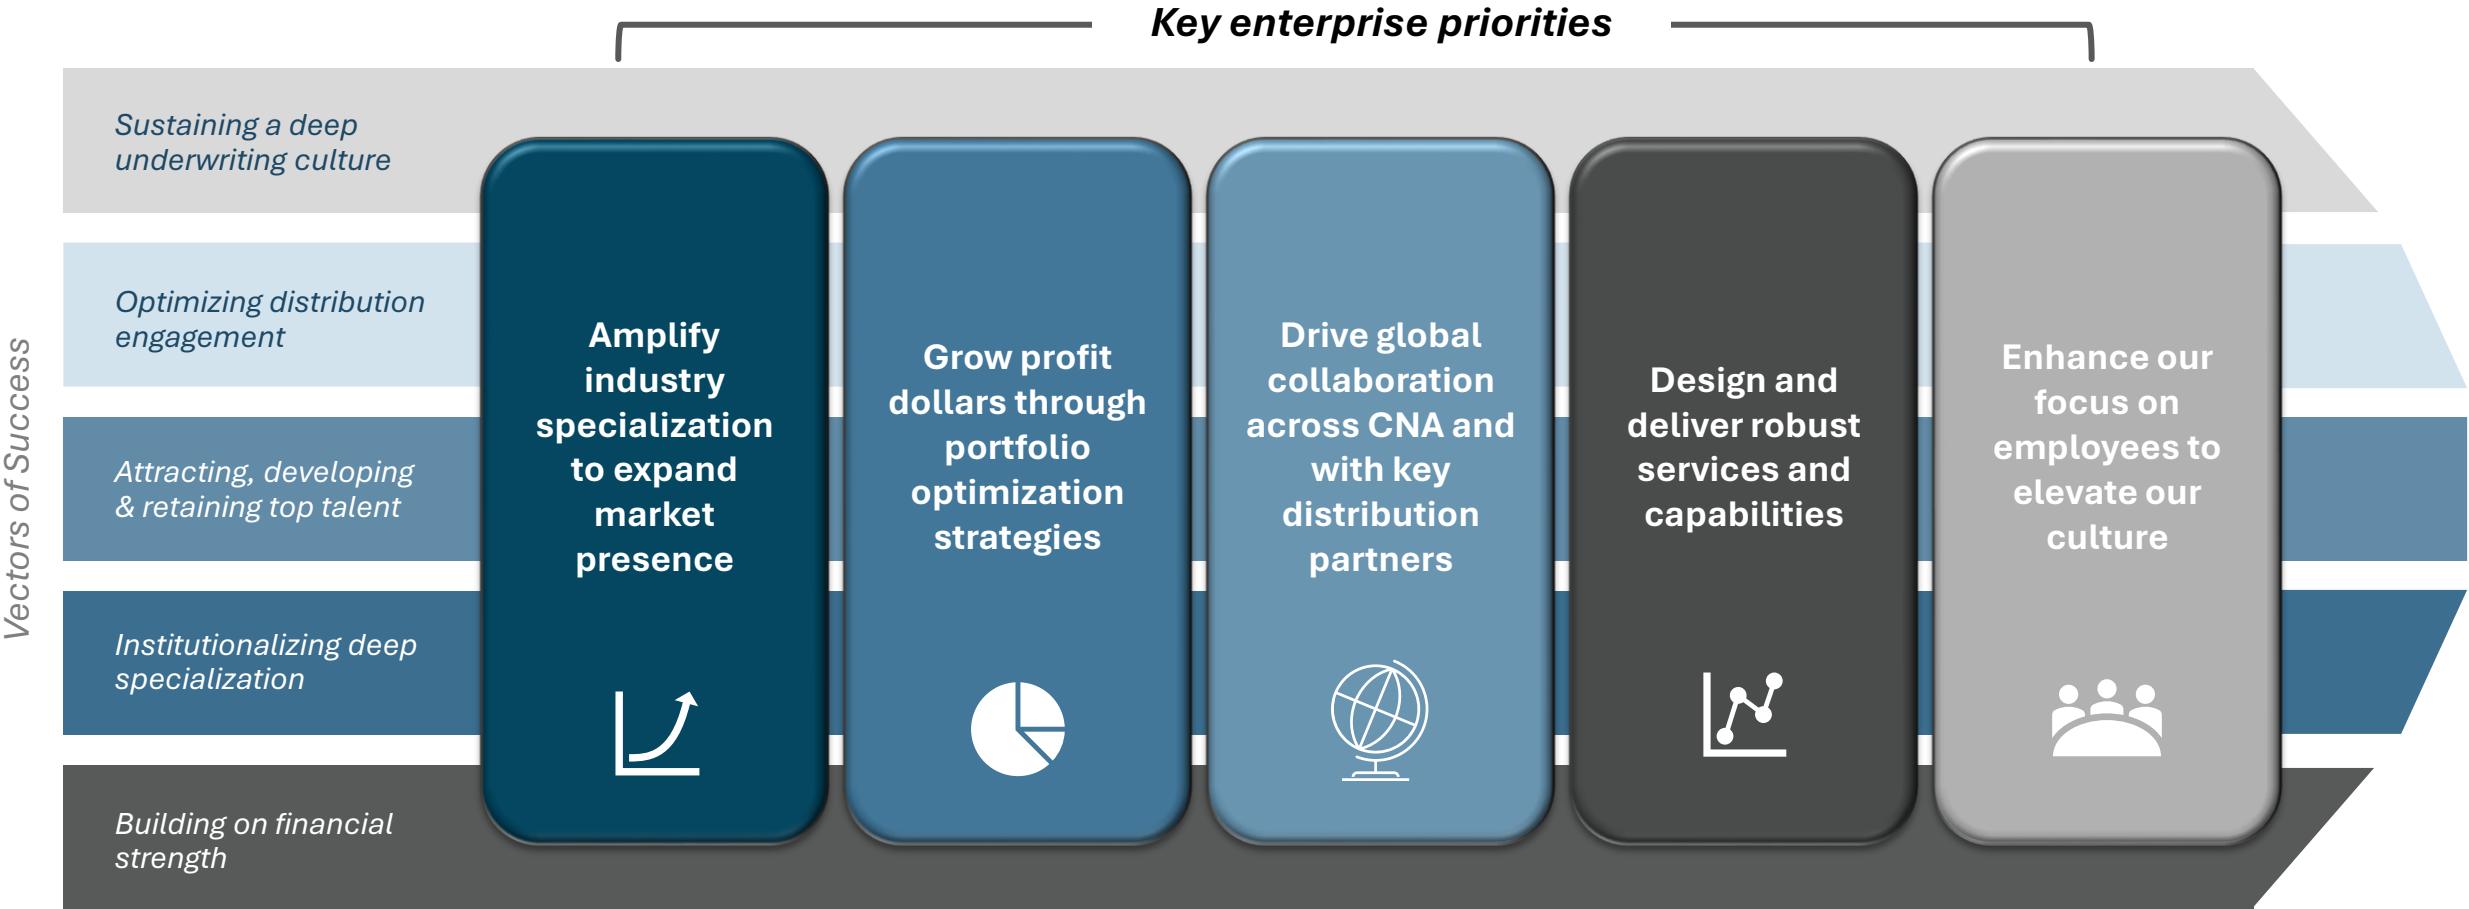 Key enterprise priorities
Vectors of Success
Sustaining a deep
underwriting culture
Optimizing distribution
engagement
Attracting, developing
& retaining top talent
Institutionalizing deep
specialization
Building on financial
strength
Amplify
industry
specialization
to expand
market
presence
Grow profit
dollars through
portfolio
optimization
strategies
Drive global
collaboration
across CNA and
with key
distribution
partners
Design and
deliver robust
services and
capabilities
Enhance our
focus on
employees to
elevate our
culture